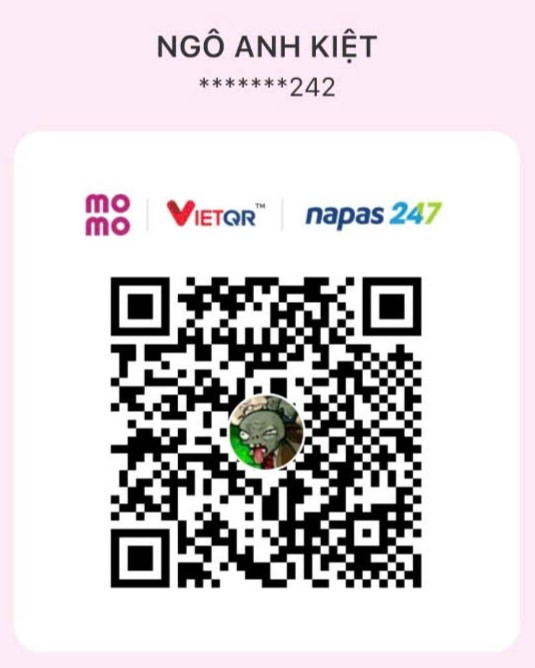 NGÔ ANH KIỆT
*******242
mo
mo
VIETQR™
napas 247